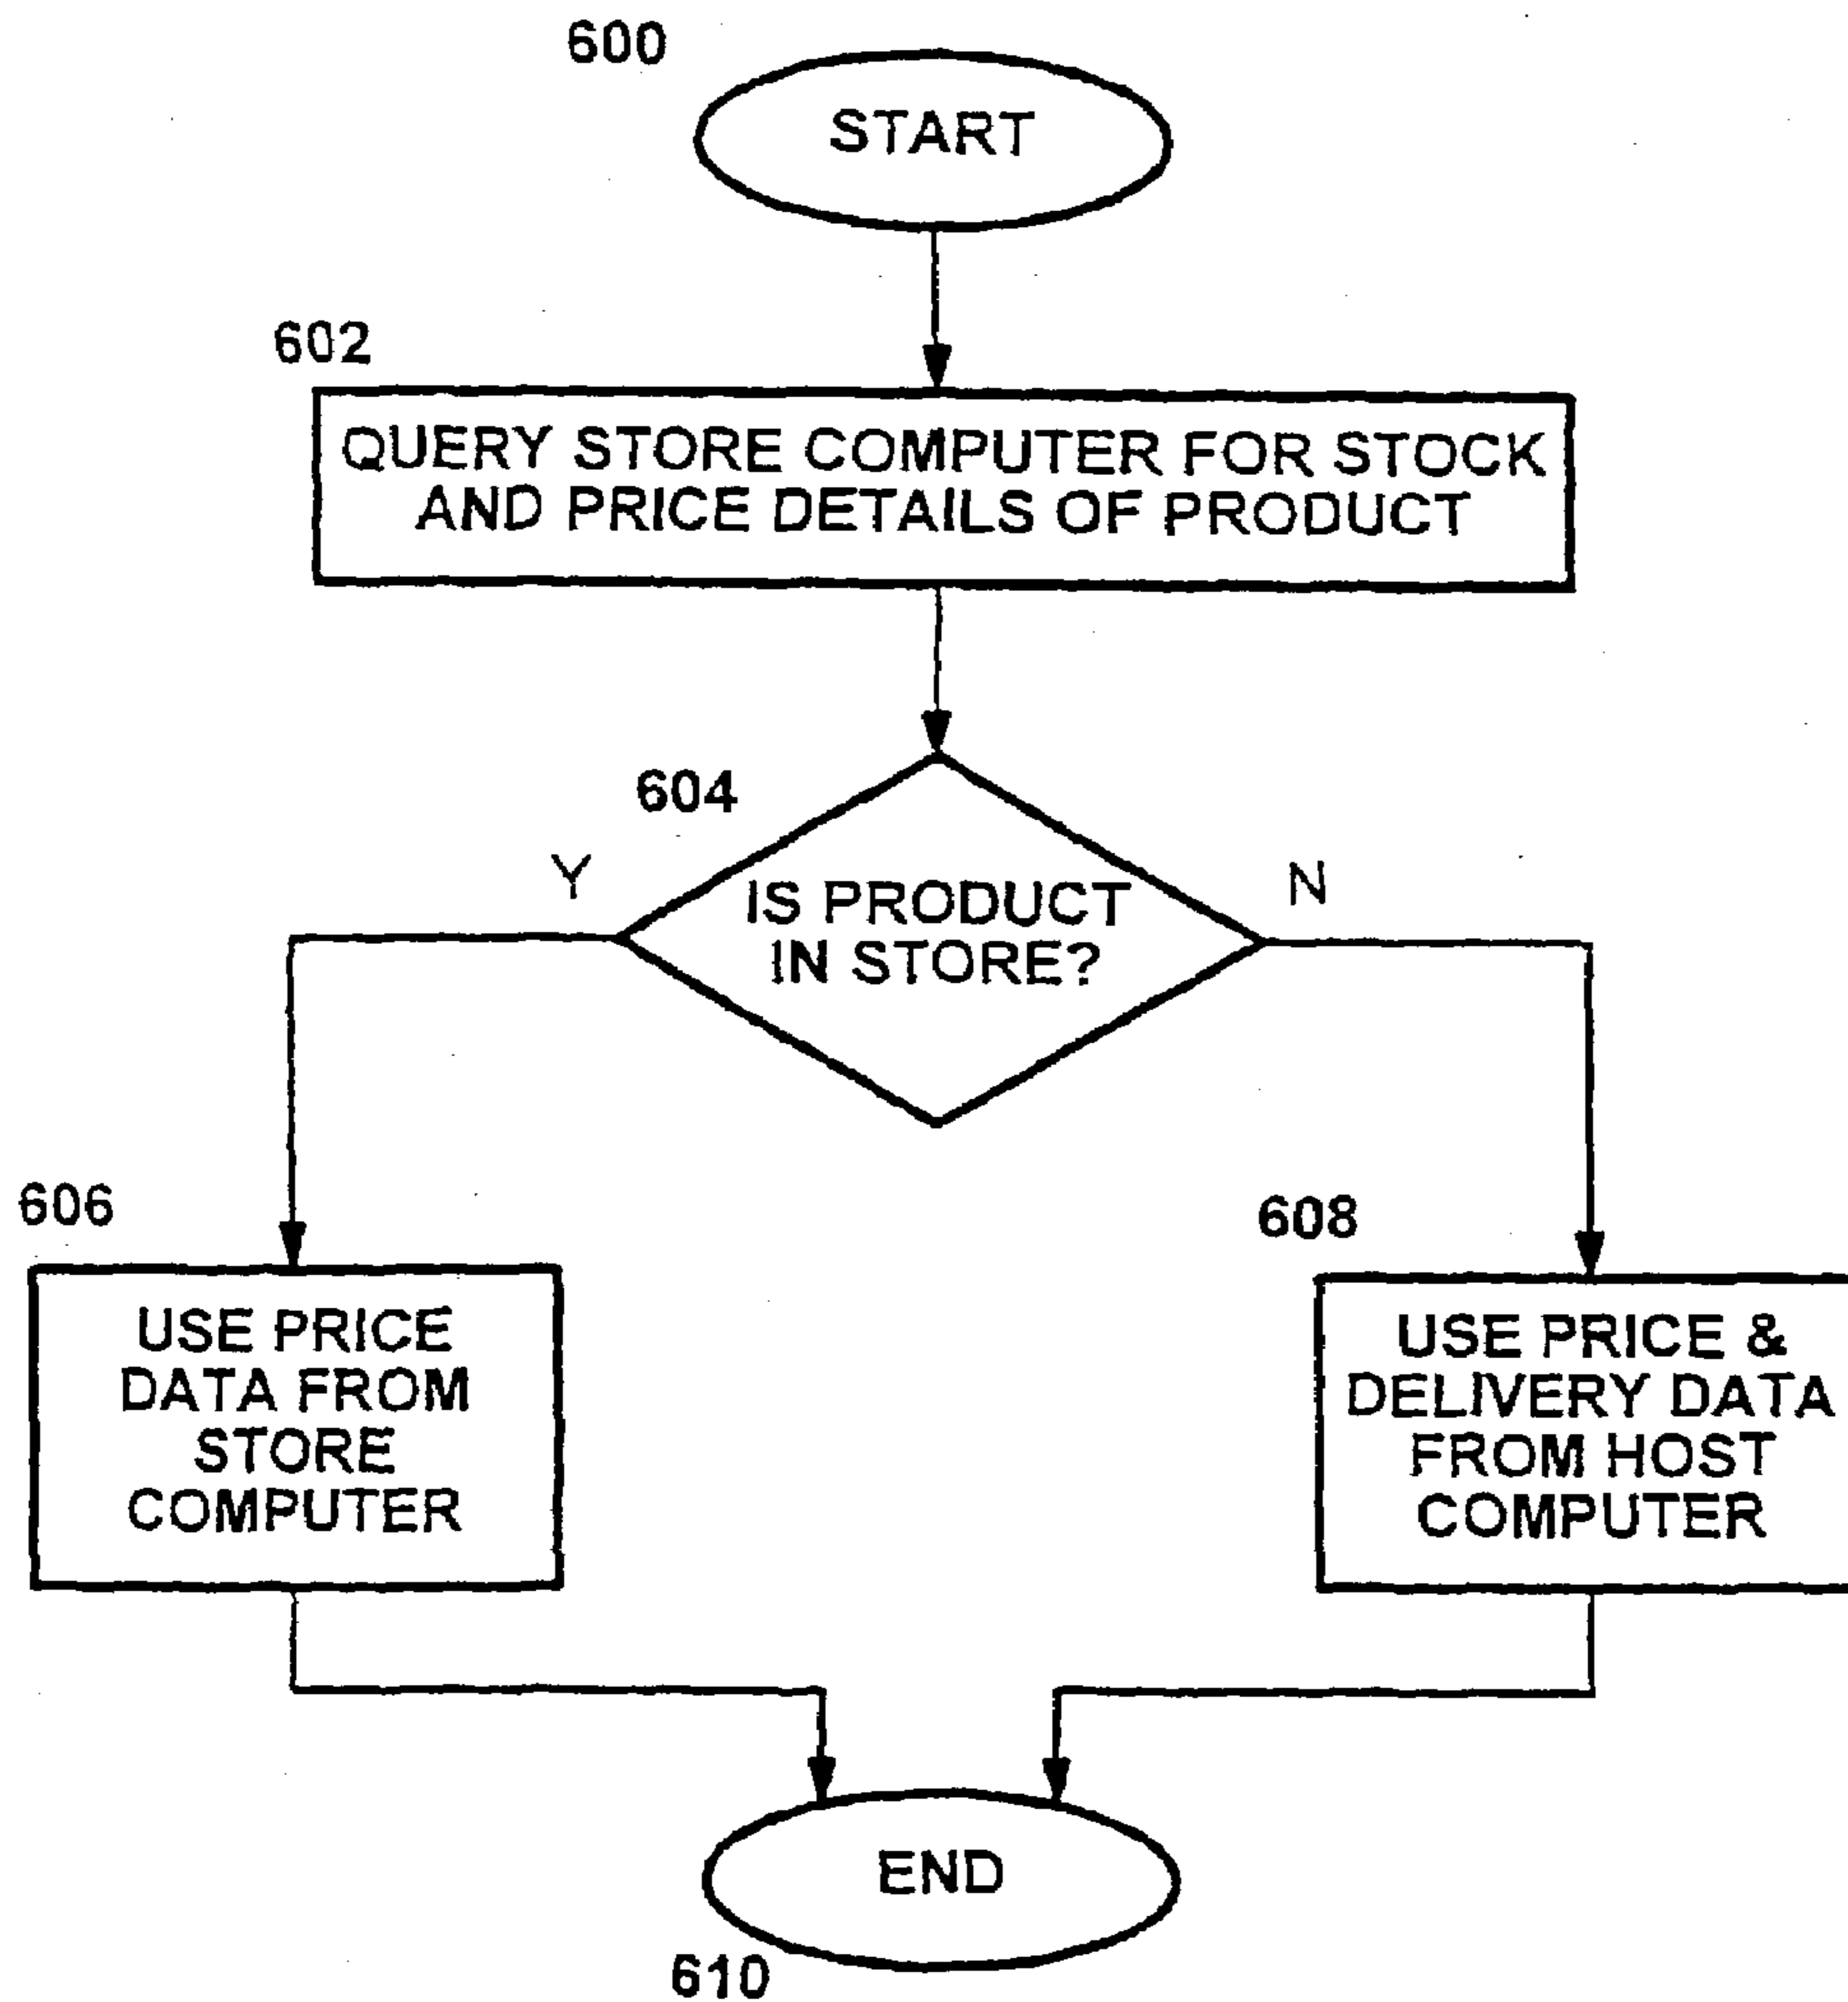 600
START
602
QUERY STORE COMPUTER FOR STOCK
AND PRICE DETAILS OF PRODUCT
604
Y
N
IS PRODUCT
IN STORE?
606
USE PRICE
DATA FROM
STORE
COMPUTER
608
USE PRICE &
DELIVERY DATA
FROM HOST
COMPUTER
END
610